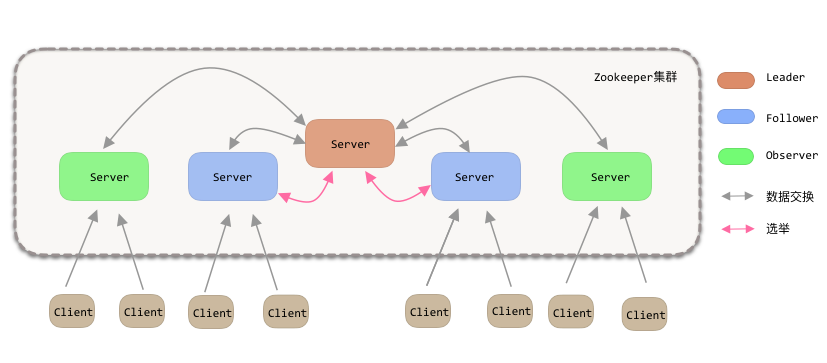 Zookeeper集群
Server
Server
Server
Server
Server
Client
Client
Client
Client
Client
Client
Client
Client
Leader
Follower
Observer
数据交换
选举